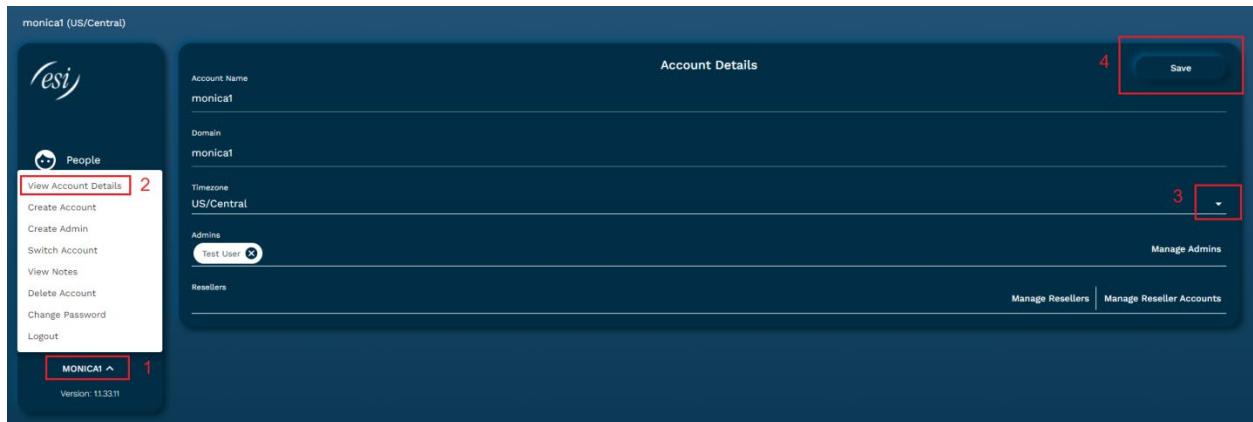 monica1 (US/Central)
esi
People
View Account Details 2
Create Account
Create Admin
Switch Account
View Notes
Delete Account
Change Password
Logout
MONICA1 1
Version: 1.1.33.11
Account Details
4 Save
Account Name
monica1
Domain
monica1
Timezone
US/Central
3
Admins
Test User
Manage Admins
Resellers
Manage Resellers Manage Reseller Accounts